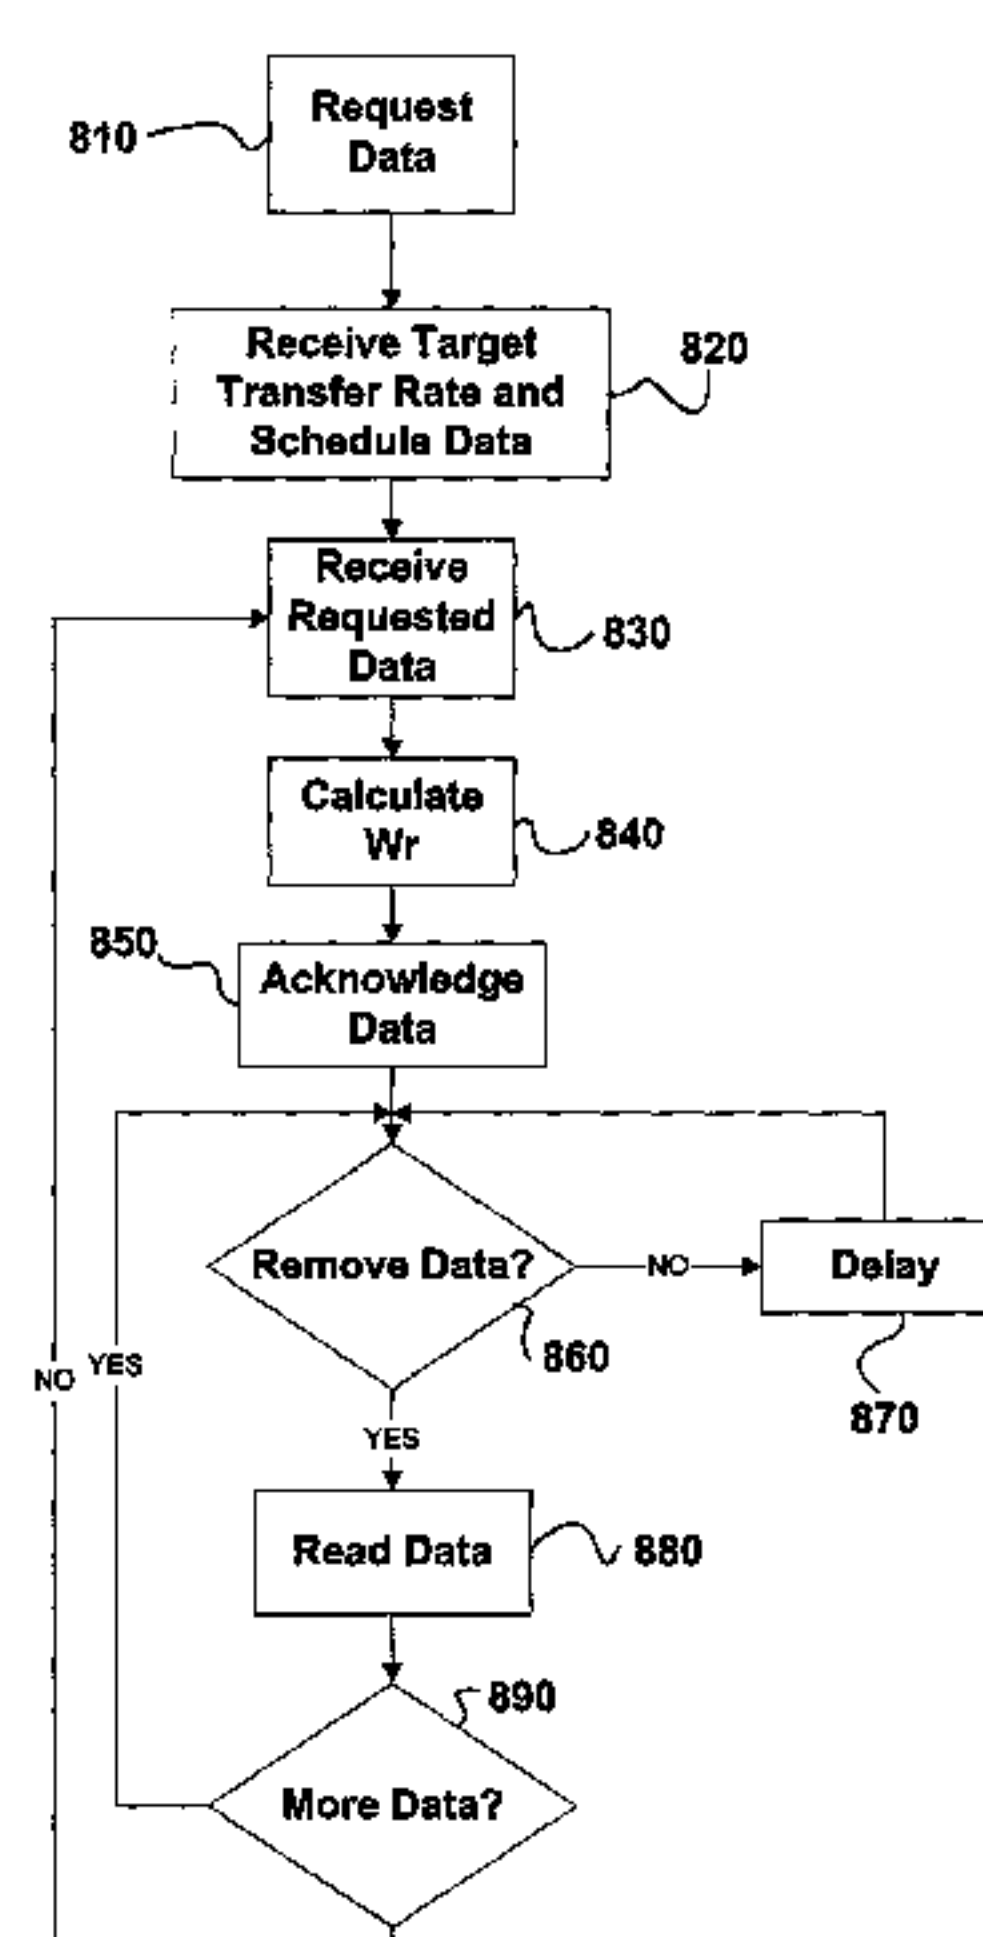 810
Request
Data
Receive Target
Transfer Rate and
Schedule Data
820
Receive
Requested
Data
830
Calculate
Wr
840
850
Acknowledge
Data
Remove Data?
NO
Delay
860
870
NO
YES
YES
Read Data
880
890
More Data?